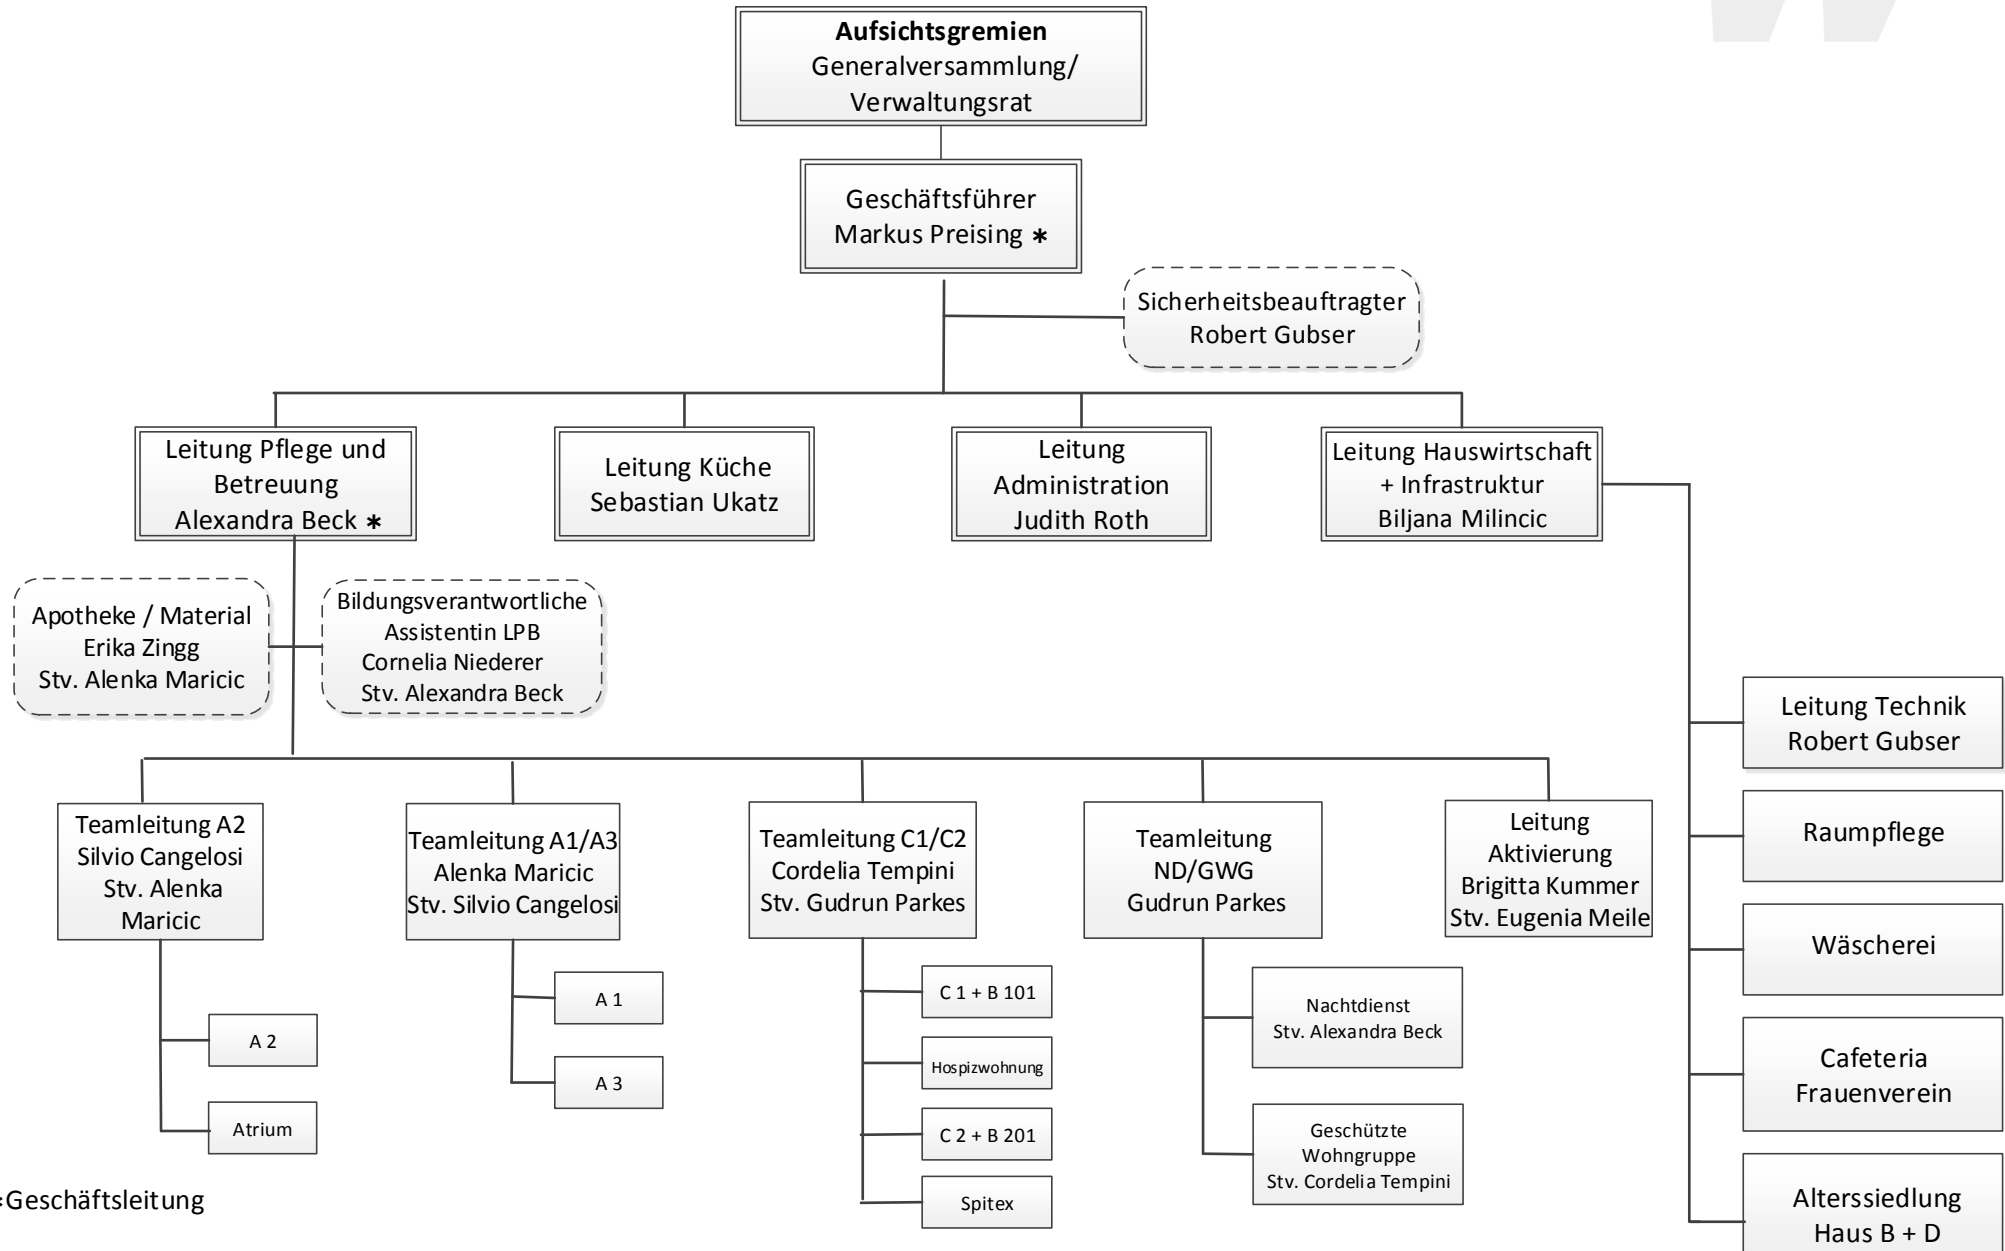 Aufsichtsgremien
Generalversammlung/
Verwaltungsrat
Geschäftsführer
Markus Preising *
Sicherheitsbeauftragter
Robert Gubser
Leitung Pflege und
Betreuung
Alexandra Beck *
Leitung Küche
Sebastian Ukatz
Leitung
Administration
Judith Roth
Leitung Hauswirtschaft
+ Infrastruktur
Biljana Milincic
Apotheke / Material
Erika Zingg
Stv. Alenka Maricic
Bildungsverantwortliche
Assistentin LPB
Cornelia Niederer
Stv. Alexandra Beck
Teamleitung A2
Silvio Cangelosi
Stv. Alenka
Maricic
Teamleitung A1/A3
Alenka Maricic
Stv. Silvio Cangelosi
Teamleitung C1/C2
Cordelia Tempini
Stv. Gudrun Parkes
Teamleitung
ND/GWG
Gudrun Parkes
Leitung
Aktivierung
Brigitta Kummer
Stv. Eugenia Meile
A 2
Atrium
A 1
A 3
C 1 + B 101
Hospizwohnung
C 2 + B 201
Spitex
Nachtdienst
Stv. Alexandra Beck
Geschützte
Wohngruppe
Stv. Cordelia Tempini
Leitung Technik
Robert Gubser
Raumpflege
Wäscherei
Cafeteria
Frauenverein
Alterssiedlung
Haus B + D
*Geschäftsleitung